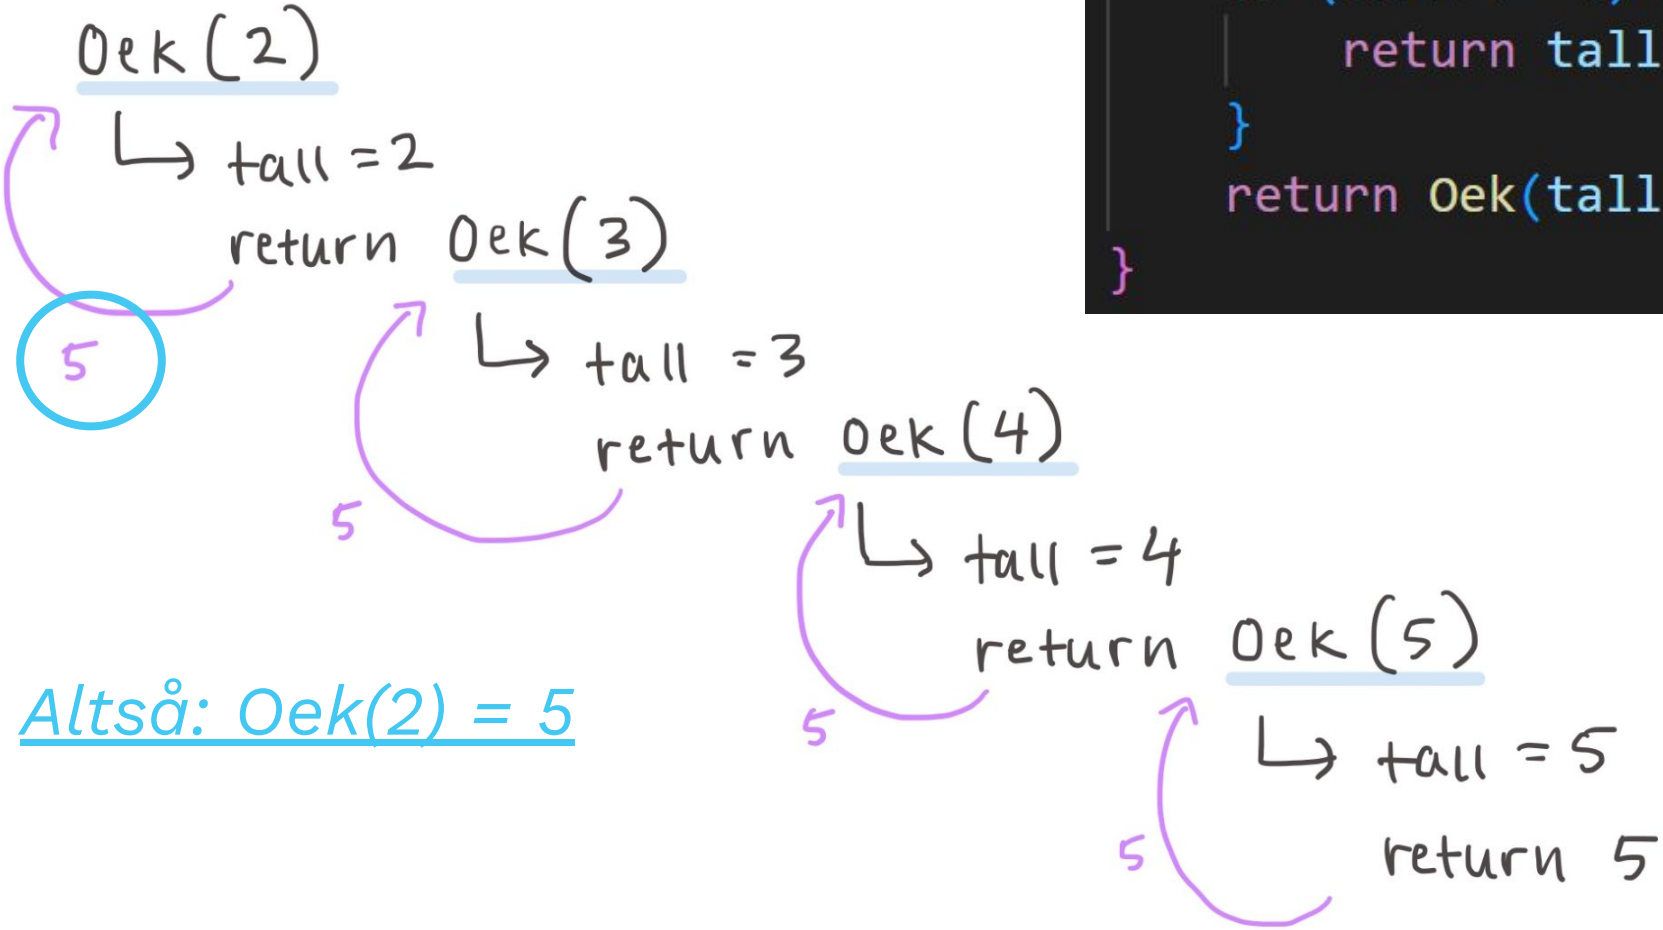 Oek (2)
tall = 2
return Oek (3)
5
tall = 3
return Oek (4)
5
tall = 4
return Oek (5)
5
tall = 5
return 5
5
Altså: Oek(2) = 5
return tall
}
return Oek(tall
}